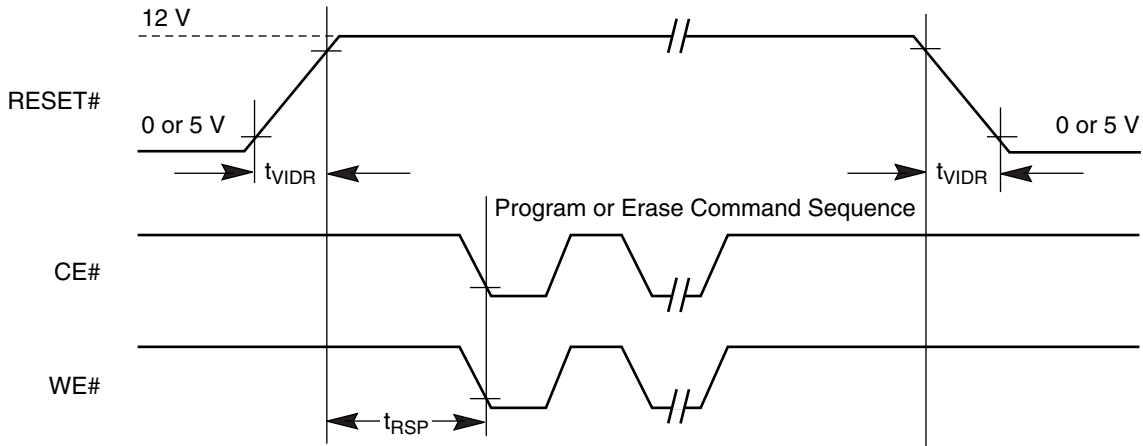 12 V
RESET#
0 or 5 V
0 or 5 V
tVIDR
tVIDR
Program or Erase Command Sequence
CE#
WE#
tRSP